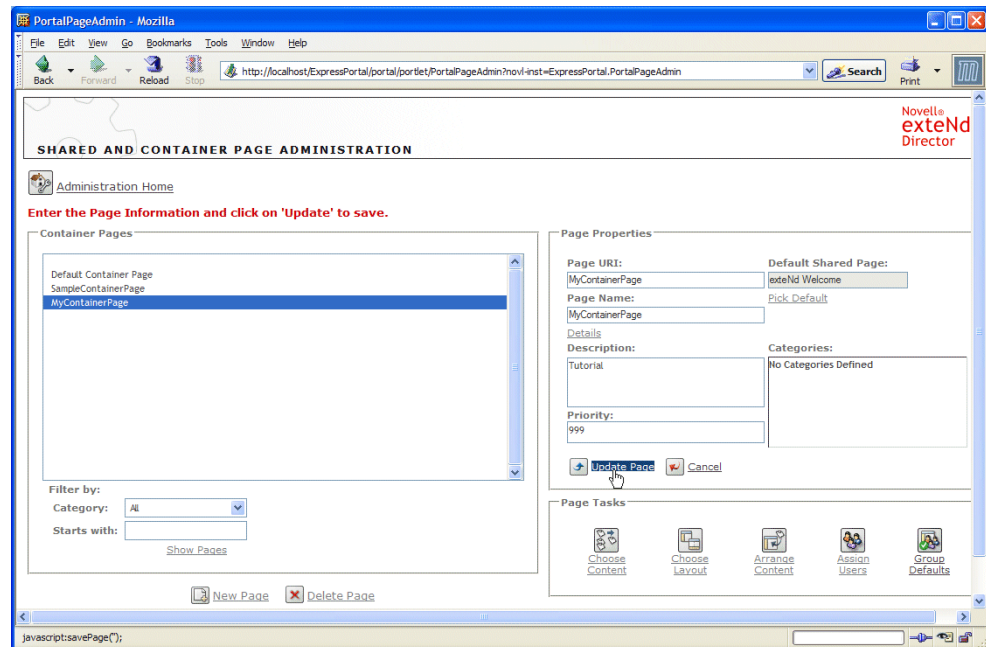 PortalPageAdmin - Mozilla
File Edit View Go Bookmarks Tools Window Help
Back Forward Reload Stop http://localhost/ExpressPortal/portal/portlet/PortalPageAdmin?novl-inst=ExpressPortal.PortalPageAdmin Search Print
Novell®
exteNd
Director
SHARED AND CONTAINER PAGE ADMINISTRATION
Administration Home
Enter the Page Information and click on 'Update' to save.
Container Pages
Default Container Page
SampleContainerPage
MyContainerPage
Filter by:
Category: All
Starts with:
Show Pages
New Page Delete Page
Page Properties
Page URI: Default Shared Page:
MyContainerPage exteNd Welcome
Page Name: Pick Default
MyContainerPage
Details
Description: Categories:
Tutorial No Categories Defined
Priority:
999
Update Page Cancel
Page Tasks
Choose Choose Arrange Assign Group
Content Layout Content Users Defaults
javascript:savePage('');